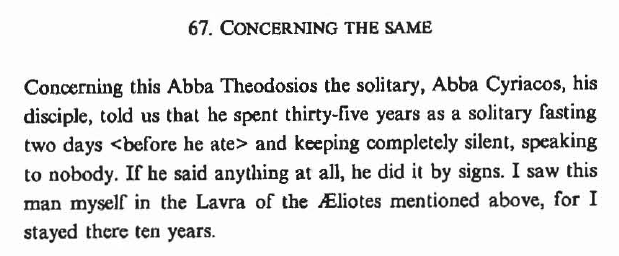 67. CONCERNING THE SAME
Concerning this Abba Theodosios the solitary, Abba Cyriacos, his
disciple, told us that he spent thirty-five years as a solitary fasting
two days <before he ate> and keeping completely silent, speaking
to nobody. If he said anything at all, he did it by signs. I saw this
man myself in the Lavra of the Æliotes mentioned above, for I
stayed there ten years.